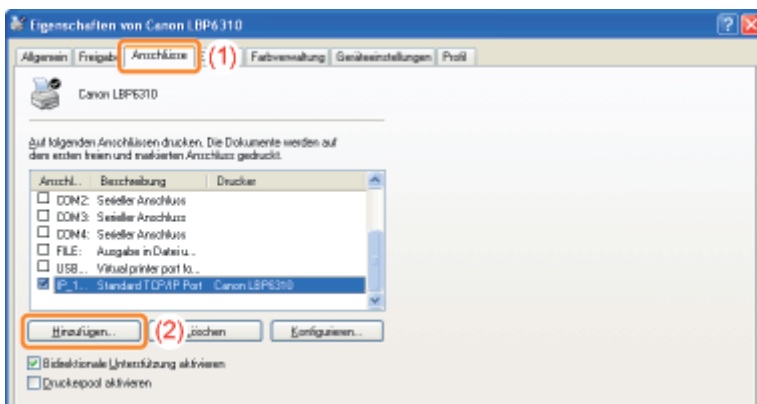 Eigenschaften von Canon LBP6310
Allgemein Freigabe Anschlüsse (1) Farbverwaltung Geräteeinstellungen Profil
Canon LBP6310
Auf folgenden Anschlüssen drucken. Die Dokumente werden auf
dem ersten freien und markierten Anschluss gedruckt.
Anschl... Beschreibung Drucker
COM2: Serieller Anschluss
COM3: Serieller Anschluss
COM4: Serieller Anschluss
FILE: Ausgabe in Datei u...
USB... Virtual printer port fo...
IP_1... Standard TCP/IP Port Canon LBP6310
Hinzufügen... (2) Löschen Konfigurieren...
Bidirektionale Unterstützung aktivieren
Druckerpool aktivieren